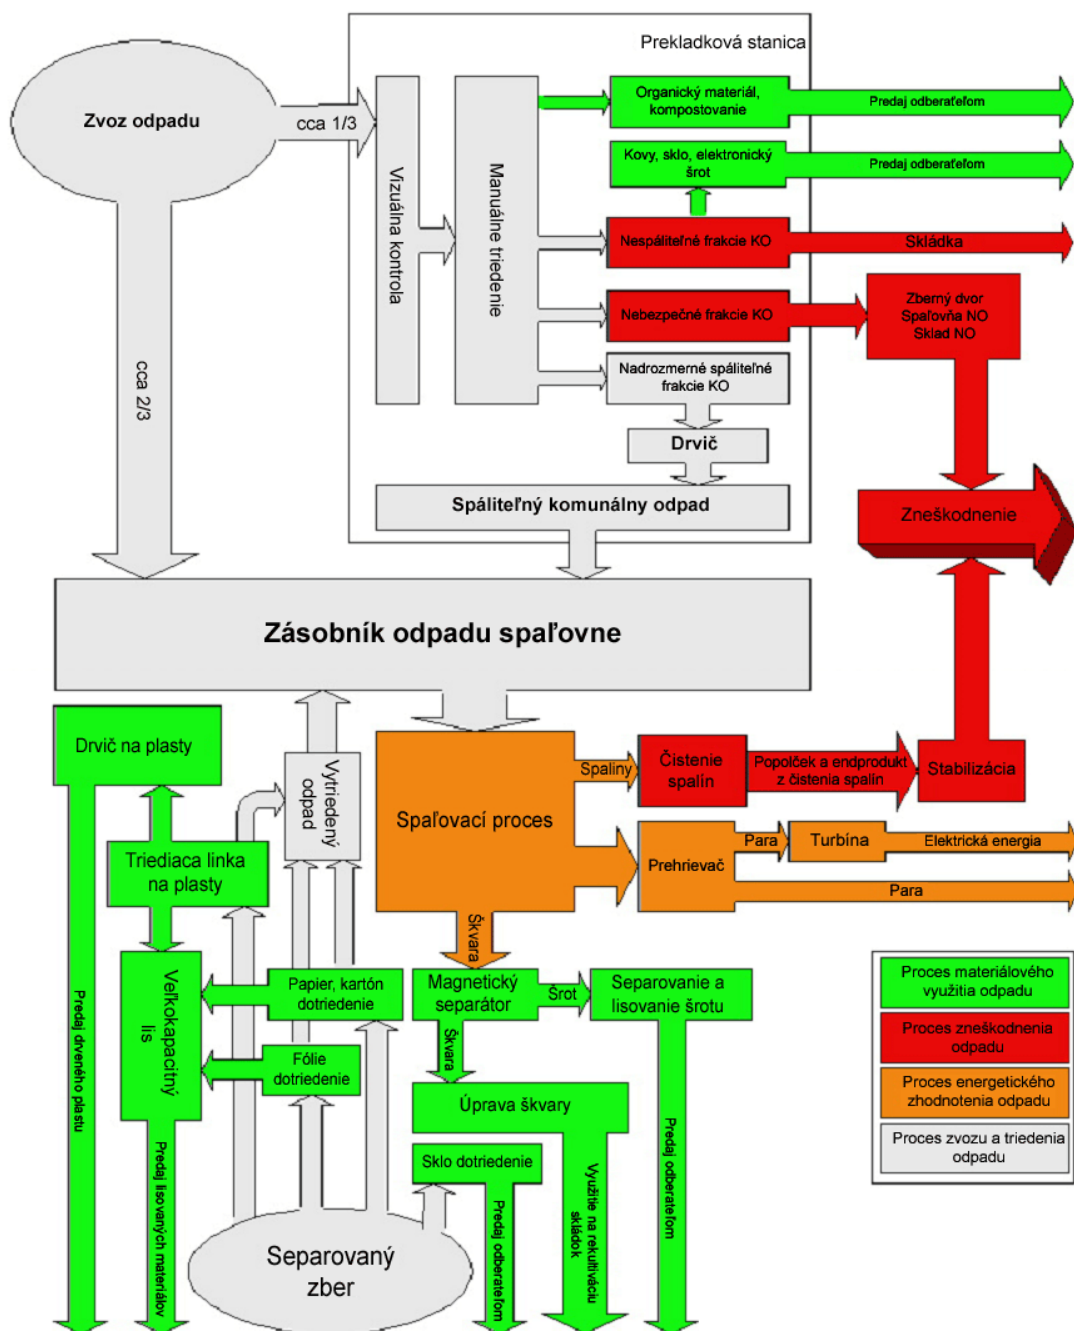 Prekladková stanica
Zvoz odpadu
cca 1/3
cca 2/3
Vizuálna kontrola
Manuálne triedenie
Organický materiál,
kompostovanie
Predaj odberateľom
Kovy, sklo, elektronický
šrot
Predaj odberateľom
Nespáliteľné frakcie KO
Skládka
Nebezpečné frakcie KO
Zberný dvor
Spaľovňa NO
Sklad NO
Nadrozmerné spáliteľné
frakcie KO
Drvič
Spáliteľný komunálny odpad
Zneškodnenie
Zásobník odpadu spaľovne
Drvič na plasty
Vytriedený
odpad
Triediaca linka
na plasty
Spaľovací proces
Spaliny
Čistenie
spalín
Popolček a endprodukt
z čistenia spalín
Stabilizácia
Prehrievač
Para
Turbína
Elektrická energia
Para
Škvara
Veľkokapacitný
lis
Papier, kartón
dotriedenie
Fólie
dotriedenie
Magnetický
separátor
Šrot
Separovanie a
lisovanie šrotu
Škvara
Úprava škvary
Sklo dotriedenie
Separovaný
zber
Predaj drveného plastu
Predaj lisovaných materiálov
Predaj odberateľom
Využitie na rekultiváciu
skládok
Predaj odberateľom
Proces materiálového
využitia odpadu
Proces zneškodnenia
odpadu
Proces energetického
zhodnotenia odpadu
Proces zvozu a triedenia
odpadu